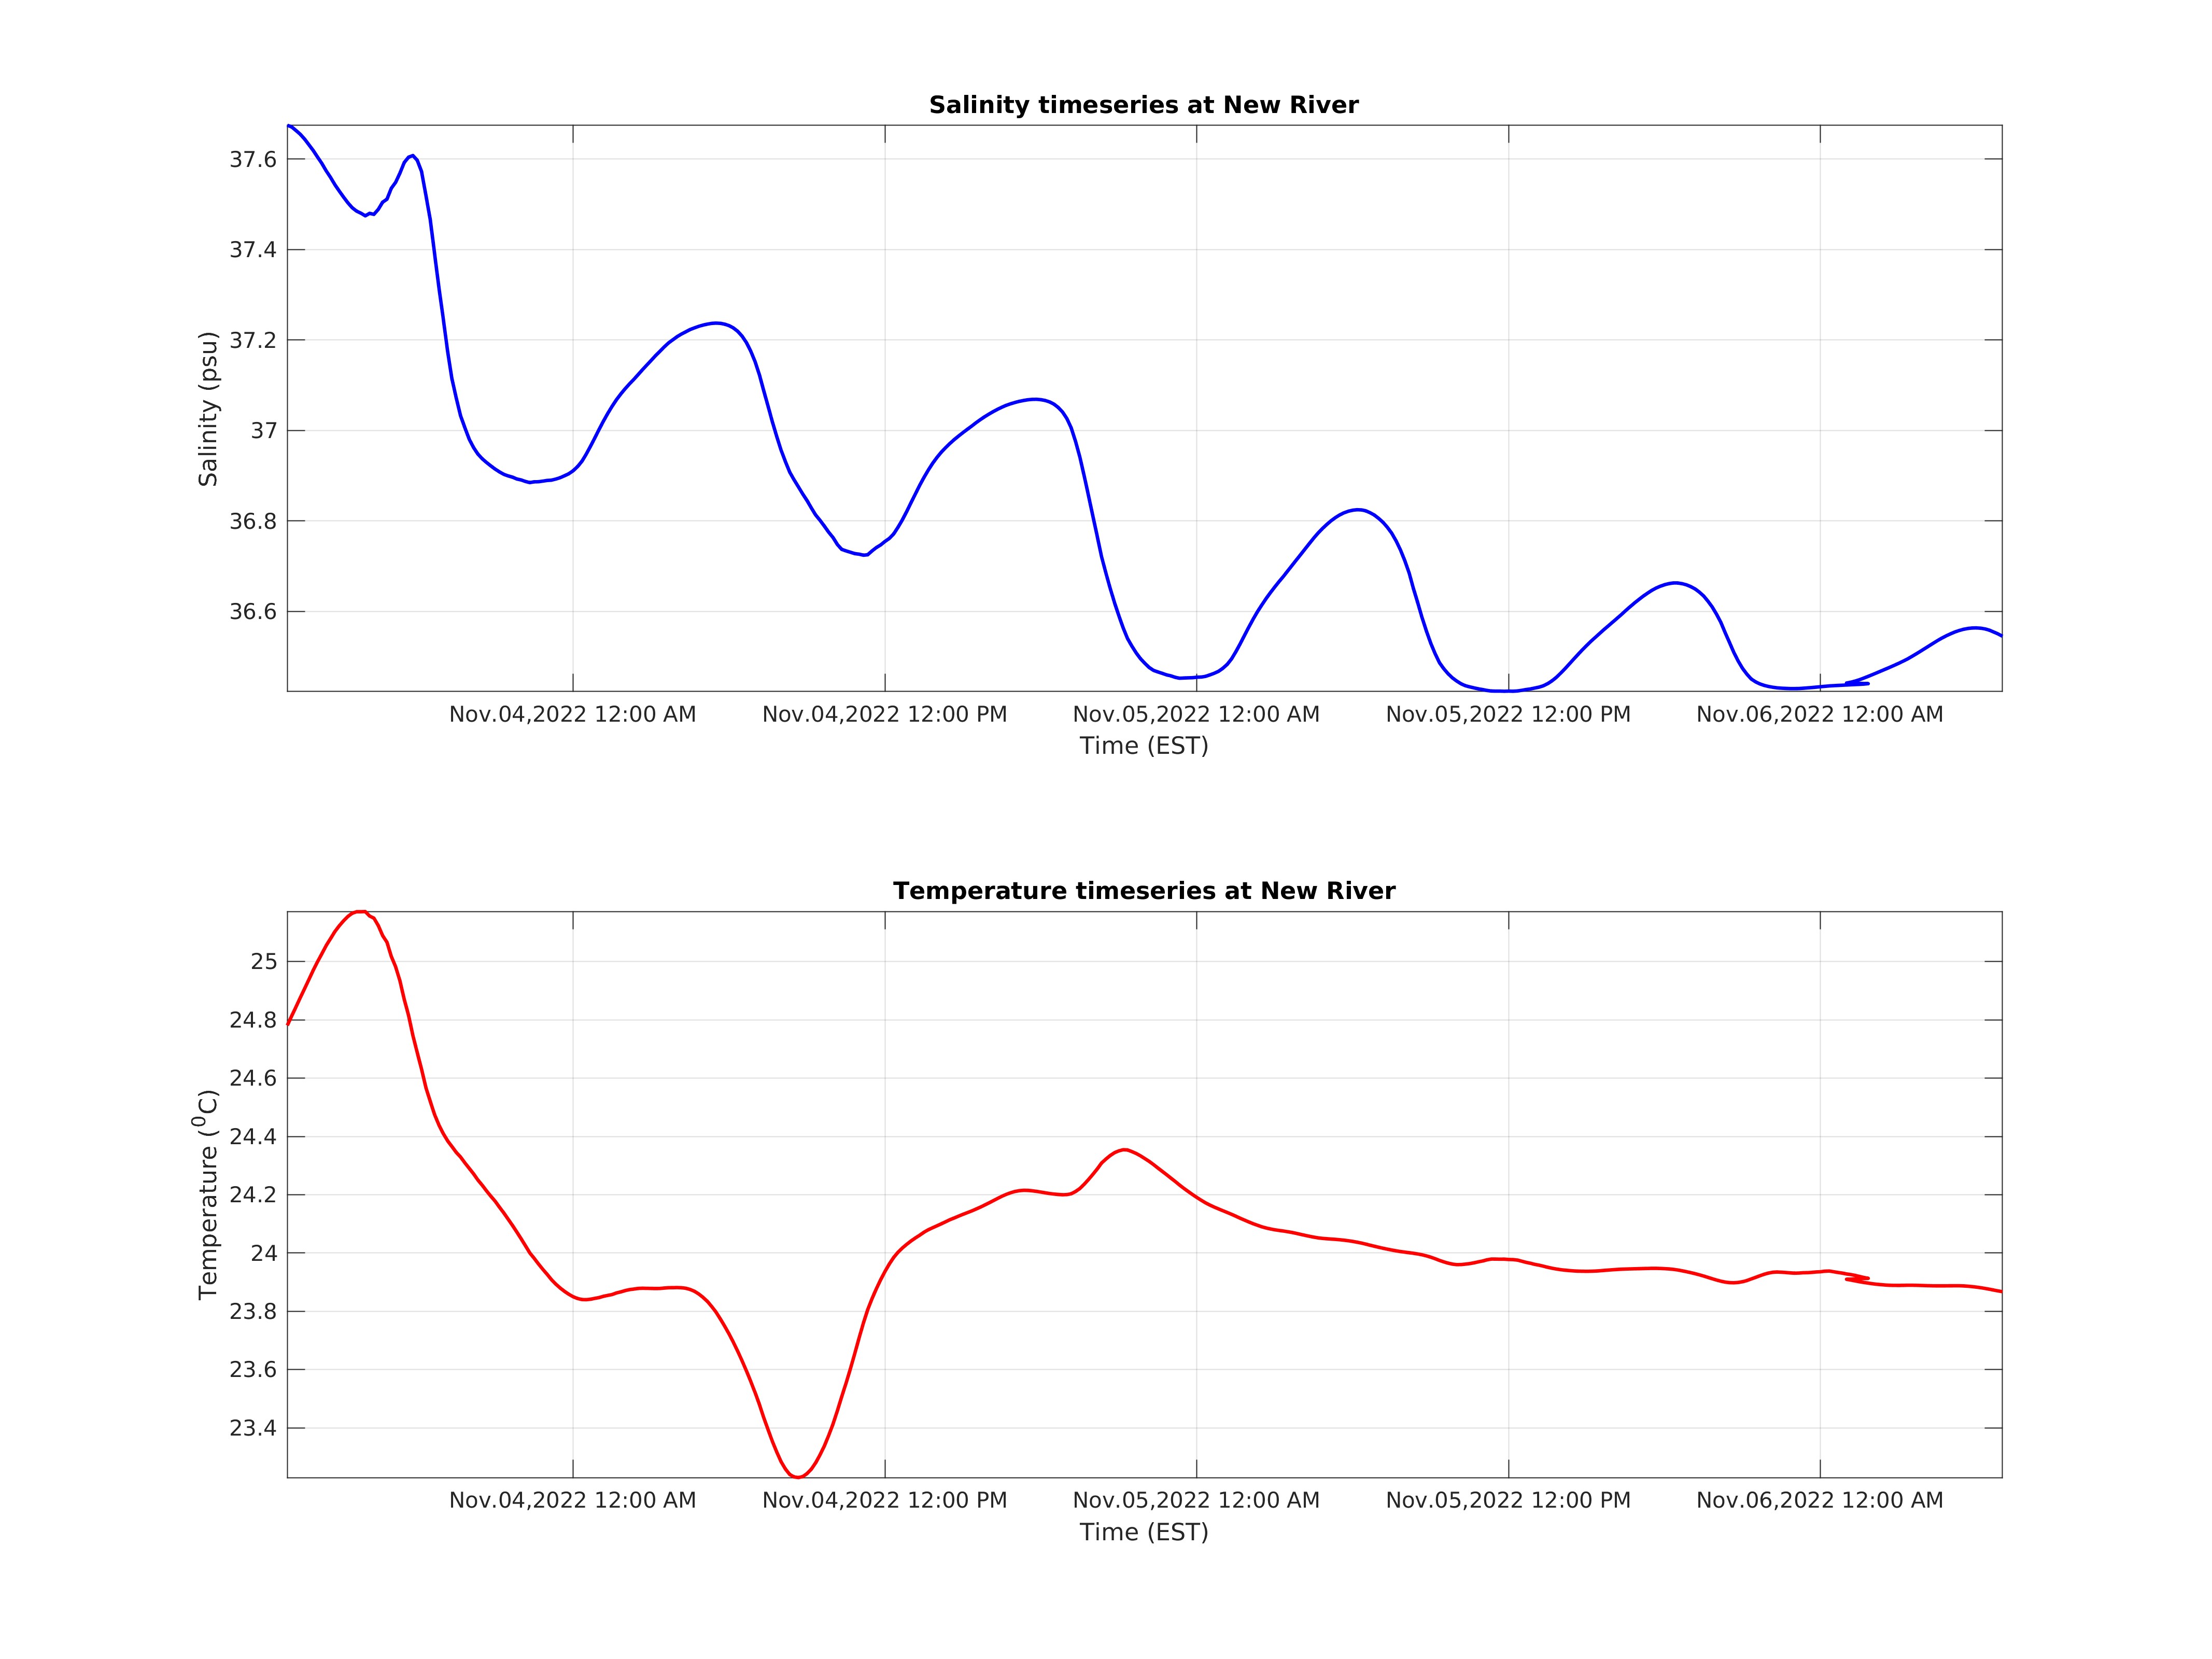 Salinity timeseries at New River
37.6
37.4
37.2
37
36.8
36.6
Salinity (psu)
Nov.04,2022 12:00 AM Nov.04,2022 12:00 PM Nov.05,2022 12:00 AM Nov.05,2022 12:00 PM Nov.06,2022 12:00 AM
Time (EST)
Temperature timeseries at New River
25
24.8
24.6
24.4
24.2
24
23.8
23.6
23.4
Temperature (⁰C)
Nov.04,2022 12:00 AM Nov.04,2022 12:00 PM Nov.05,2022 12:00 AM Nov.05,2022 12:00 PM Nov.06,2022 12:00 AM
Time (EST)